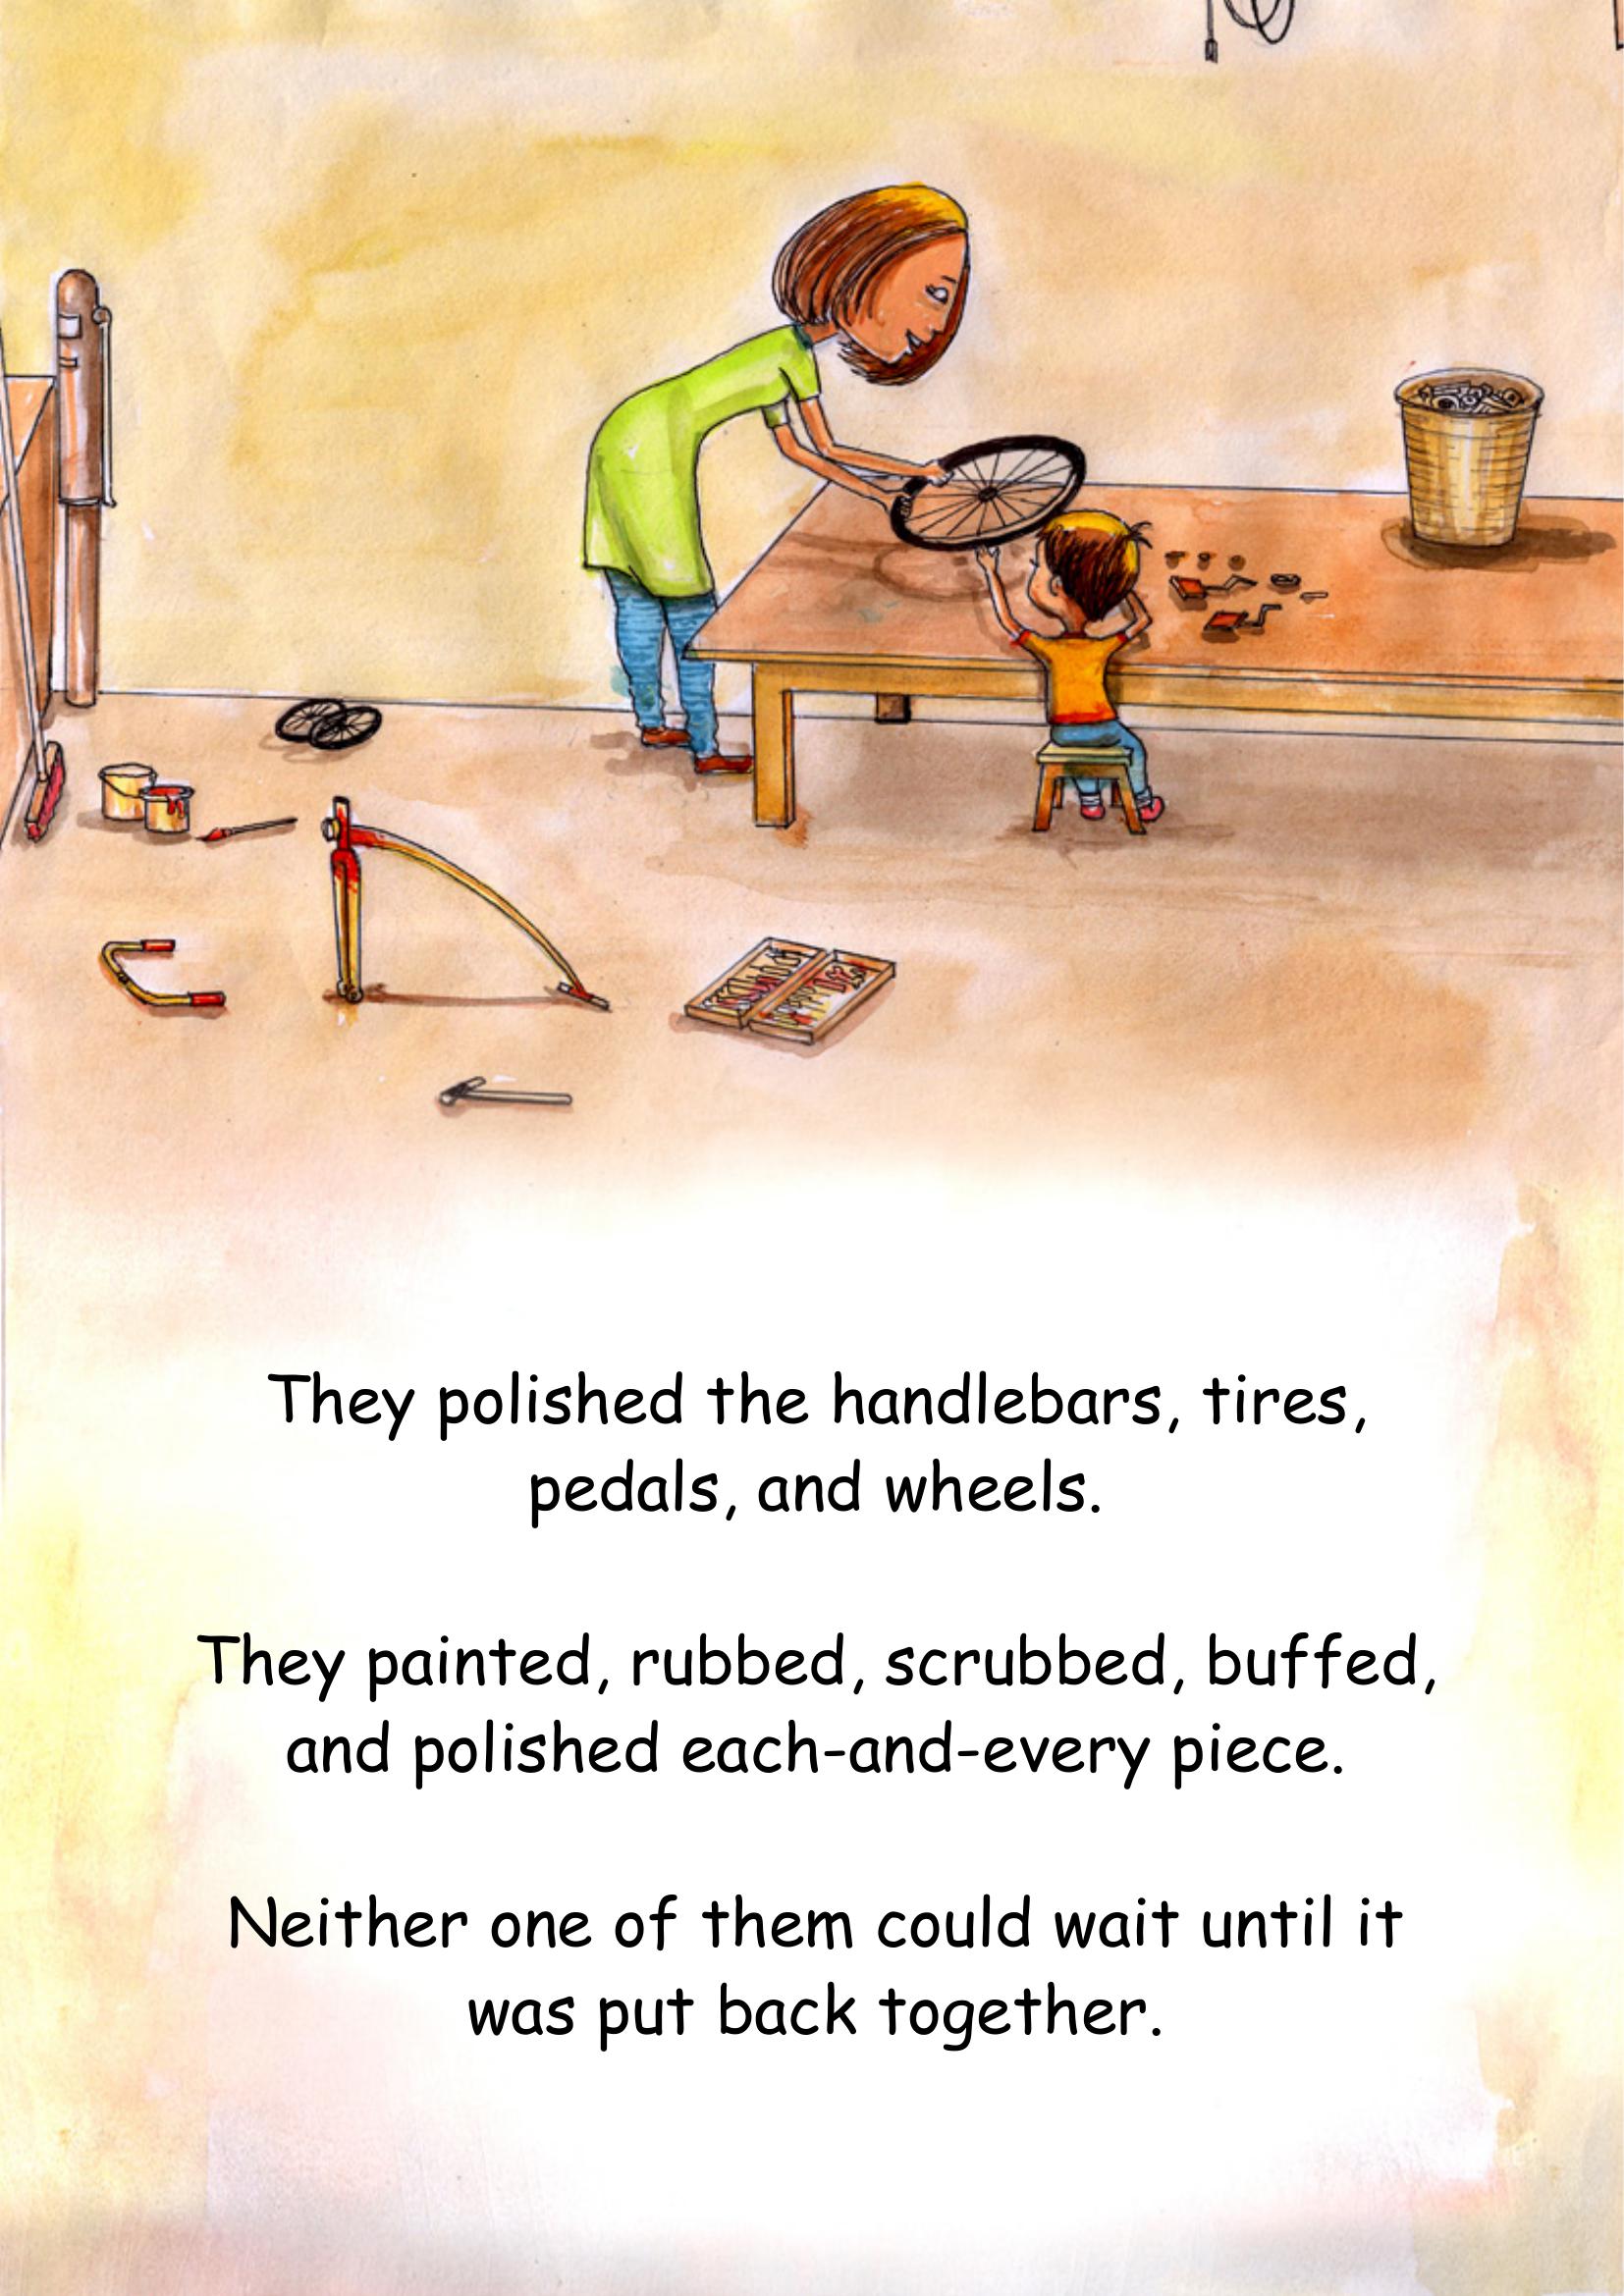 They polished the handlebars, tires,
pedals, and wheels.
They painted, rubbed, scrubbed, buffed,
and polished each-and-every piece.
Neither one of them could wait until it
was put back together.